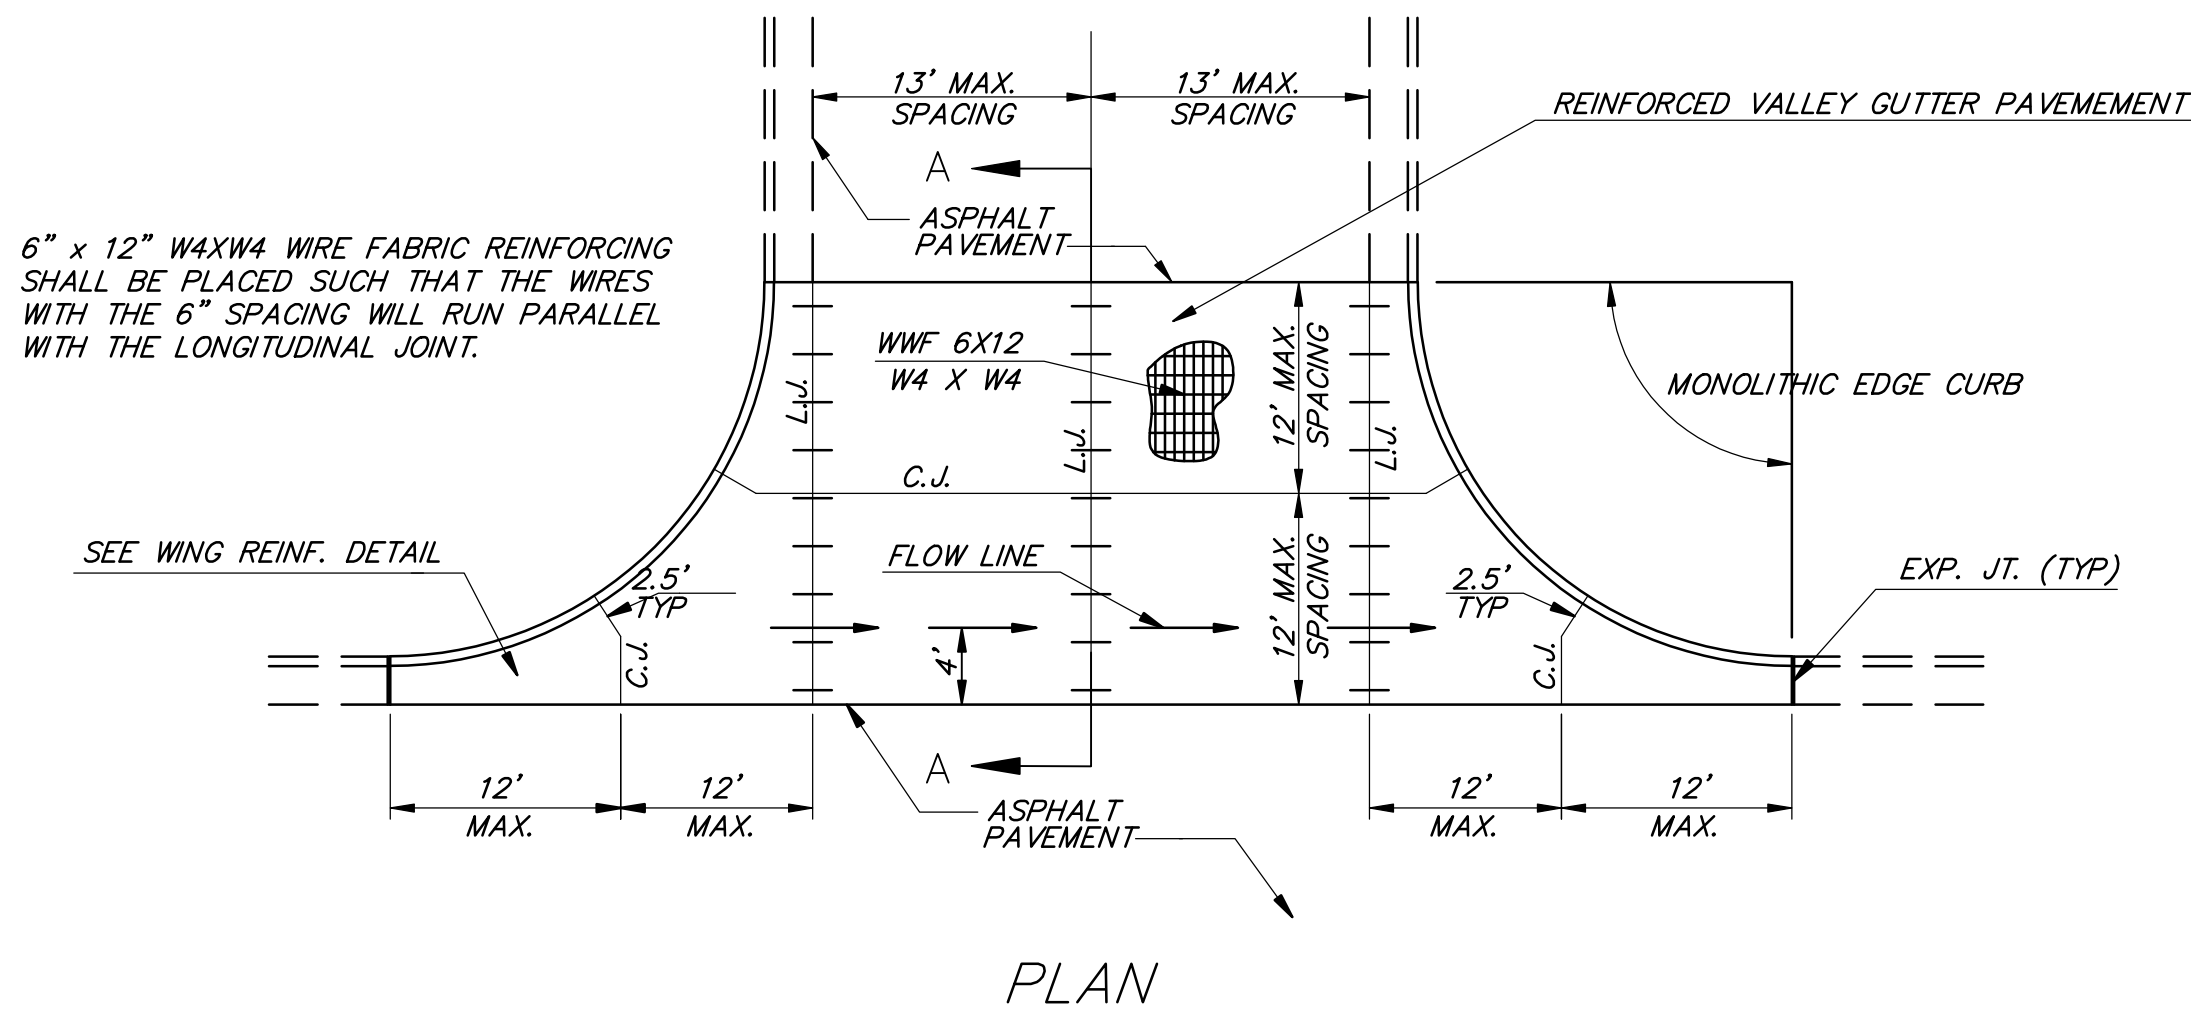 13' MAX.
SPACING
13' MAX.
SPACING
REINFORCED VALLEY GUTTER PAVEMEMENT
A
ASPHALT
PAVEMENT
6" x 12" W4XW4 WIRE FABRIC REINFORCING
SHALL BE PLACED SUCH THAT THE WIRES
WITH THE 6" SPACING WILL RUN PARALLEL
WITH THE LONGITUDINAL JOINT.
WWF 6X12
W4 X W4
12' MAX.
SPACING
MONOLITHIC EDGE CURB
L.J.
L.J.
L.J.
C.J.
SEE WING REINF. DETAIL
2.5'
TYP
FLOW LINE
12' MAX.
SPACING
2.5'
TYP
EXP. JT. (TYP)
C.J.
4'
C.J.
A
12'
MAX.
12'
MAX.
12'
MAX.
12'
MAX.
ASPHALT
PAVEMENT
PLAN